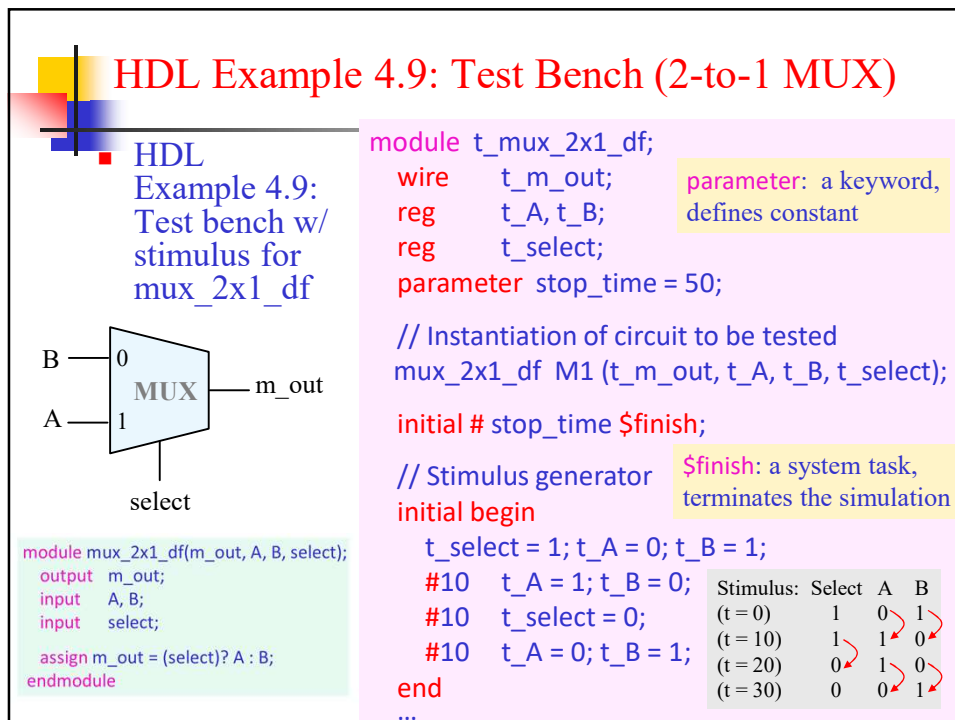 HDL Example 4.9: Test Bench (2-to-1 MUX)
HDL
Example 4.9:
Test bench w/
stimulus for
mux_2x1_df
B
0
MUX
m_out
A
1
select
module mux_2x1_df(m_out, A, B, select);
output m_out;
input A, B;
input select;
assign m_out = (select)? A : B;
endmodule
module t_mux_2x1_df;
wire t_m_out;
reg t_A, t_B;
reg t_select;
parameter stop_time = 50;
parameter: a keyword,
defines constant
// Instantiation of circuit to be tested
mux_2x1_df M1 (t_m_out, t_A, t_B, t_select);
initial # stop_time $finish;
$finish: a system task,
terminates the simulation
// Stimulus generator
initial begin
t_select = 1; t_A = 0; t_B = 1;
#10 t_A = 1; t_B = 0;
#10 t_select = 0;
#10 t_A = 0; t_B = 1;
end
...
Stimulus: Select A B
(t = 0) 1 0 1
(t = 10) 1 1 0
(t = 20) 0 1 0
(t = 30) 0 0 1